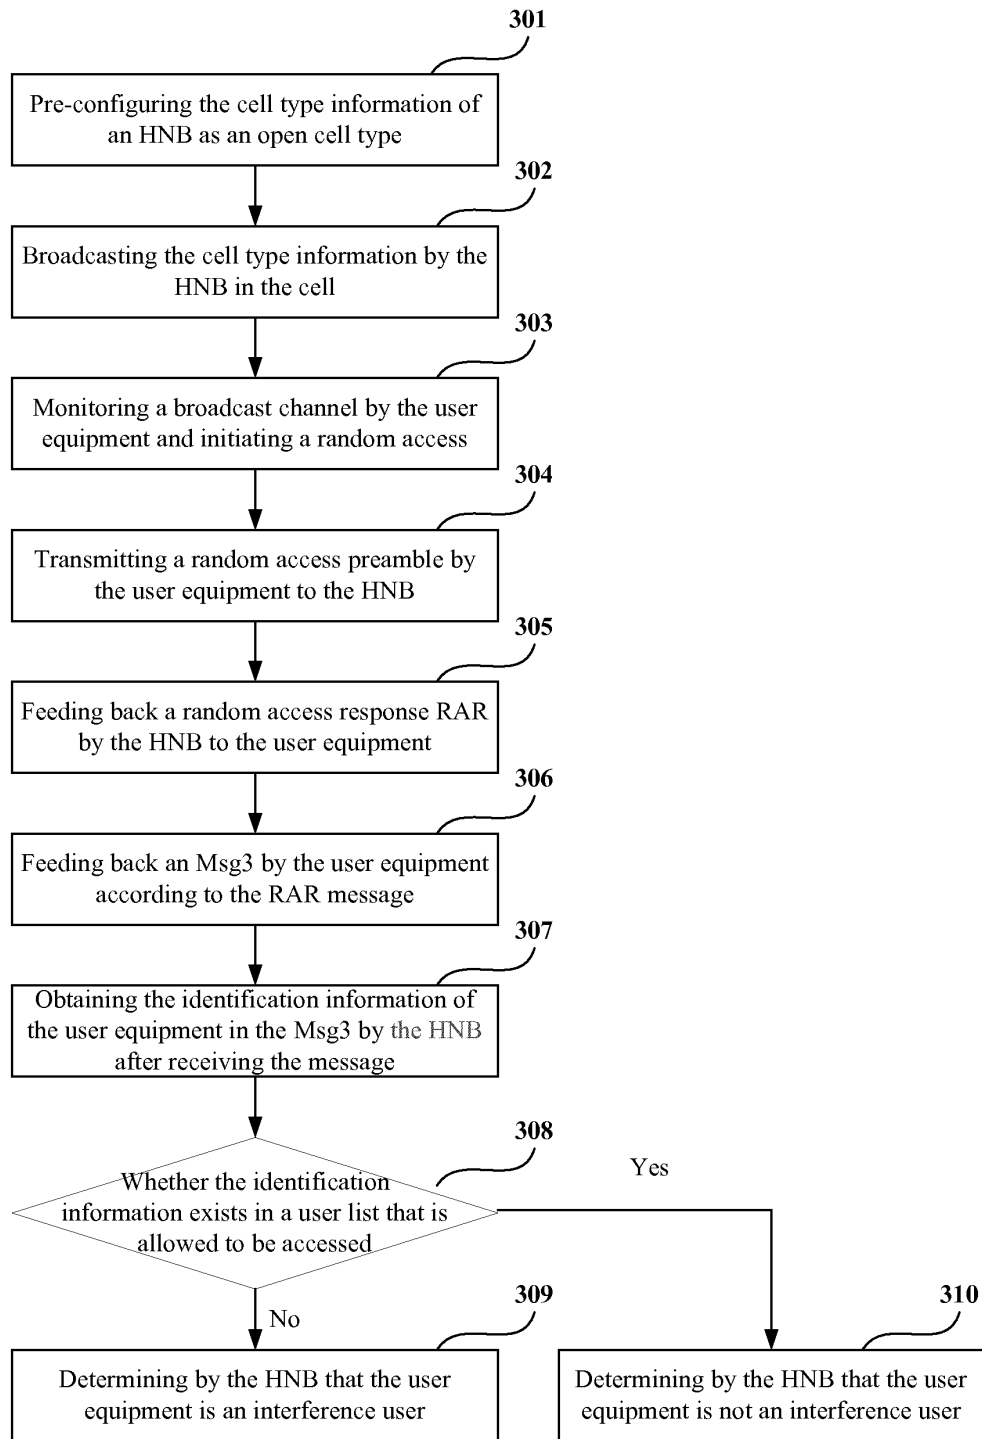 301
Pre-configuring the cell type information of
an HNB as an open cell type
302
Broadcasting the cell type information by the
HNB in the cell
303
Monitoring a broadcast channel by the user
equipment and initiating a random access
304
Transmitting a random access preamble by
the user equipment to the HNB
305
Feeding back a random access response RAR
by the HNB to the user equipment
306
Feeding back an Msg3 by the user equipment
according to the RAR message
307
Obtaining the identification information of
the user equipment in the Msg3 by the HNB
after receiving the message
308
Yes
Whether the identification
information exists in a user list that is
allowed to be accessed
No
309
310
Determining by the HNB that the user
equipment is an interference user
Determining by the HNB that the user
equipment is not an interference user